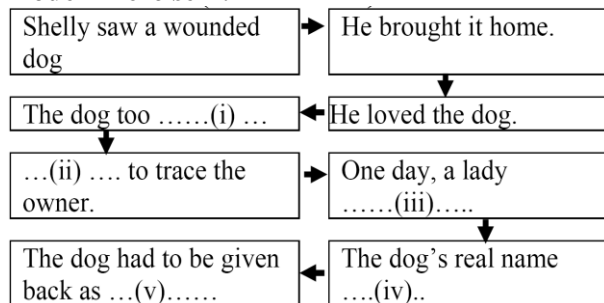 Shelly saw a wounded
dog
He brought it home.
He loved the dog.
The dog too ……(i) …
…(ii) …. to trace the
owner.
One day, a lady
……(iii)…..
The dog’s real name
….(iv)..
The dog had to be given
back as …(v)……